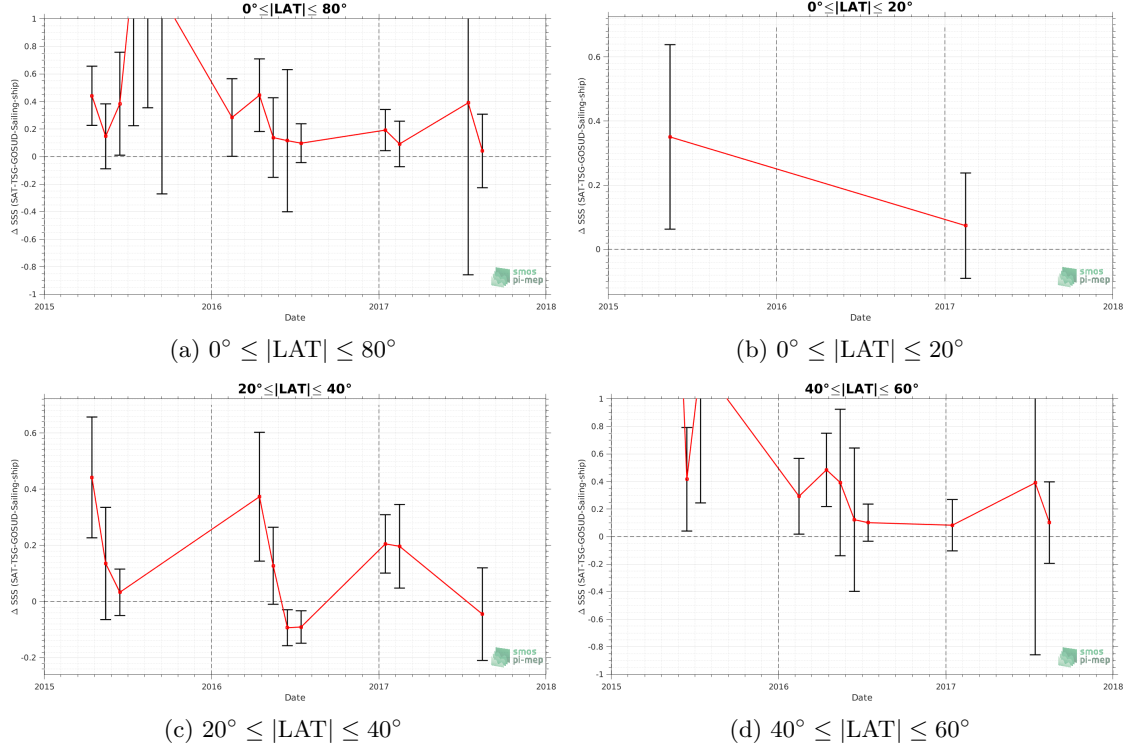 0°≤|LAT|≤ 80°
Δ SSS (SAT-TSG-GOSUD-Sailing-ship)
1
0.8
0.6
0.4
0.2
0
-0.2
-0.4
-0.6
-0.8
-1
2015 2016 2017 2018
Date
smos
pi-mep
(a) 0° ≤ |LAT| ≤ 80°
0°≤|LAT|≤ 20°
Δ SSS (SAT-TSG-GOSUD-Sailing-ship)
0.6
0.4
0.2
0
2015 2016 2017 2018
Date
smos
pi-mep
(b) 0° ≤ |LAT| ≤ 20°
20°≤|LAT|≤ 40°
Δ SSS (SAT-TSG-GOSUD-Sailing-ship)
0.6
0.4
0.2
0
-0.2
2015 2016 2017 2018
Date
smos
pi-mep
(c) 20° ≤ |LAT| ≤ 40°
40°≤|LAT|≤ 60°
Δ SSS (SAT-TSG-GOSUD-Sailing-ship)
1
0.8
0.6
0.4
0.2
0
-0.2
-0.4
-0.6
-0.8
-1
2015 2016 2017 2018
Date
smos
pi-mep
(d) 40° ≤ |LAT| ≤ 60°